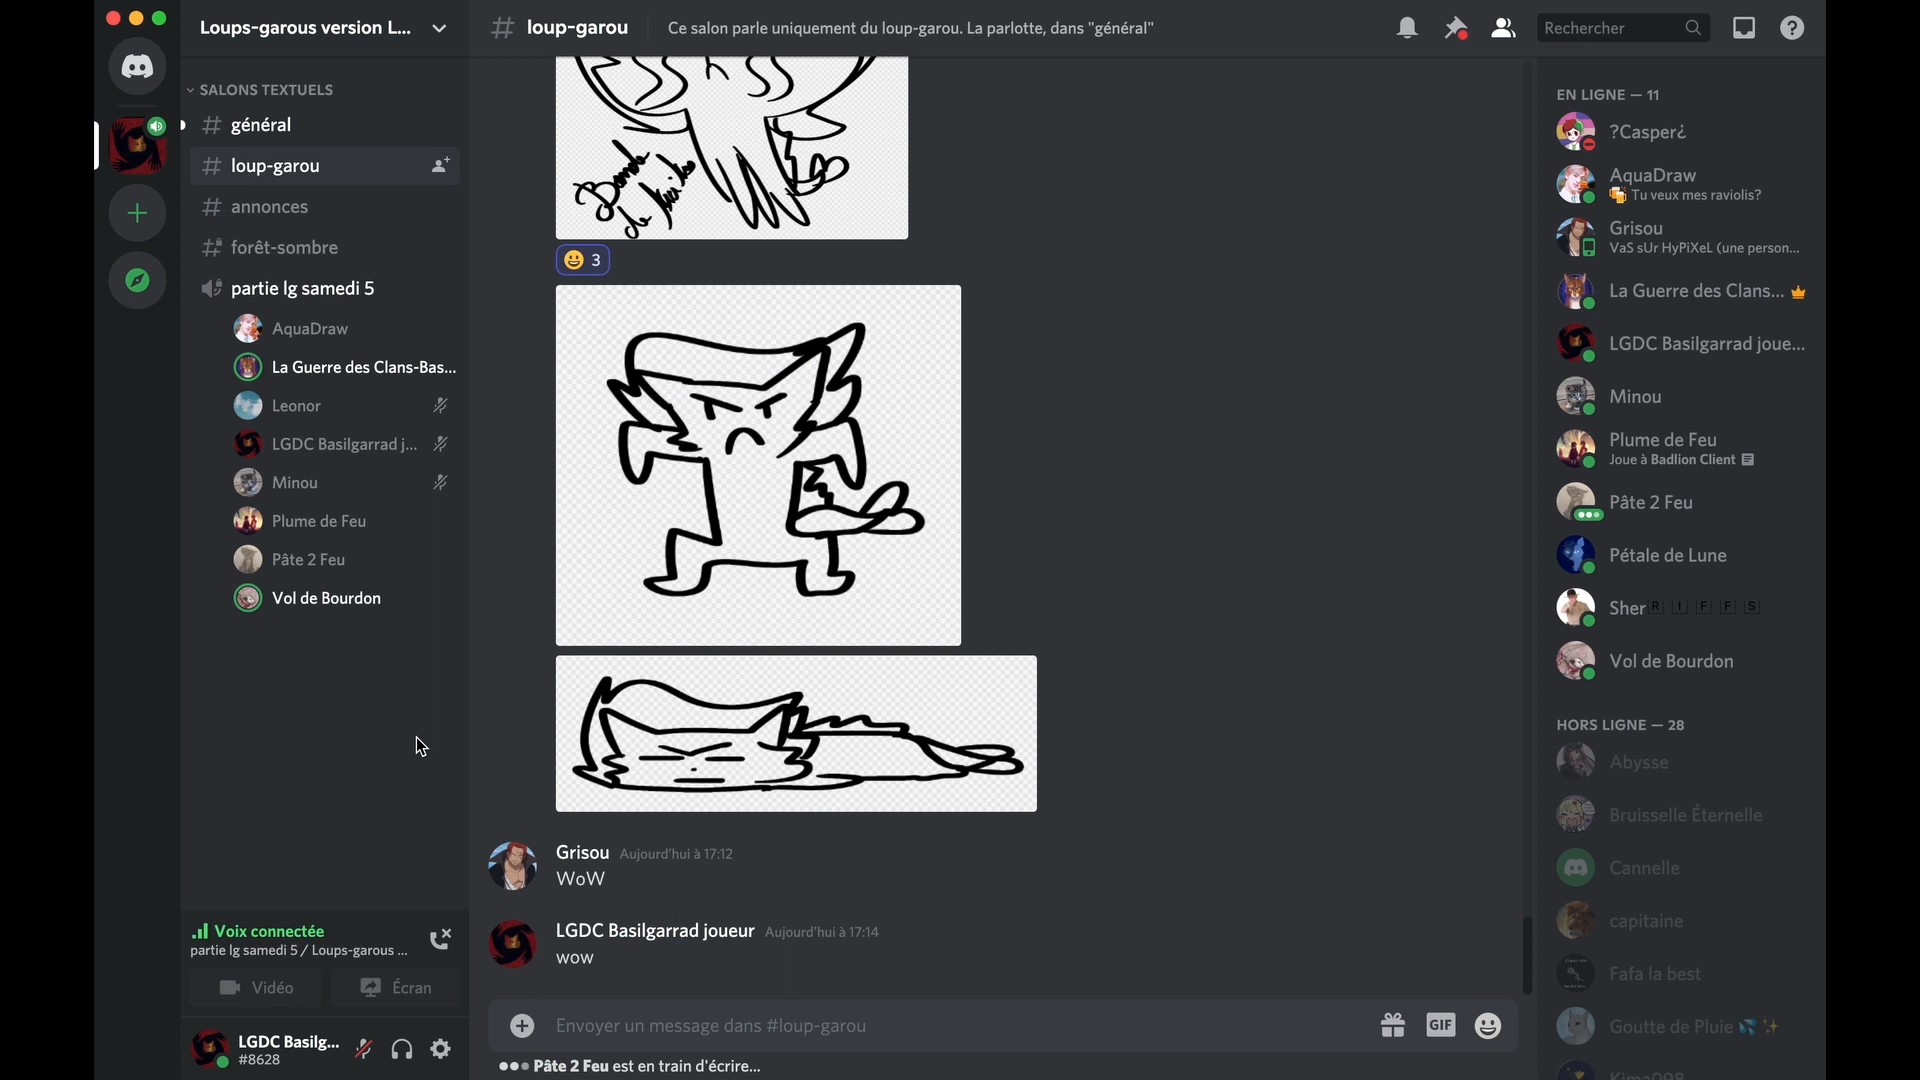 Loups-garous version L...
loup-garou
Ce salon parle uniquement du loup-garou. La parlotte, dans "général"
Rechercher
SALONS TEXTUELS
général
loup-garou
annonces
forêt-sombre
partie lg samedi 5
AquaDraw
La Guerre des Clans-Bas...
Leonor
LGDC Basilgarrad j...
Minou
Plume de Feu
Pâte 2 Feu
Vol de Bourdon
Voix connectée
partie lg samedi 5 / Loups-garous ...
Vidéo
Écran
LGDC Basilg...
#8628
3
Grisou Aujourd'hui à 17:12
WoW
LGDC Basilgarrad joueur Aujourd'hui à 17:14
wow
Envoyer un message dans #loup-garou
GIF
Pâte 2 Feu est en train d'écrire...
EN LIGNE — 11
?Casper¿
AquaDraw
🍻 Tu veux mes raviolis?
Grisou
VaS sUr HyPiXeL (une person...
La Guerre des Clans...
LGDC Basilgarrad joue...
Minou
Plume de Feu
Joue à Badlion Client
Pâte 2 Feu
Pétale de Lune
Sher🅁 🄸 🄵 🄵 🅂
Vol de Bourdon
HORS LIGNE — 28
Abysse
Bruisselle Éternelle
Cannelle
capitaine
Fafa la best
Goutte de Pluie 💦 ✨